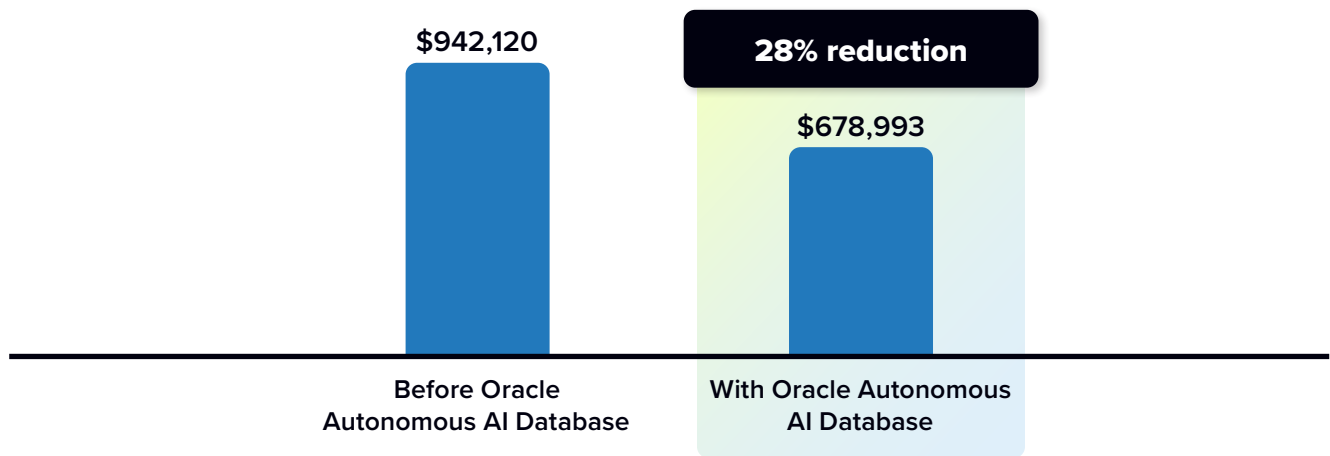 $942,120
28% reduction
$678,993
Before Oracle
Autonomous AI Database
With Oracle Autonomous
AI Database